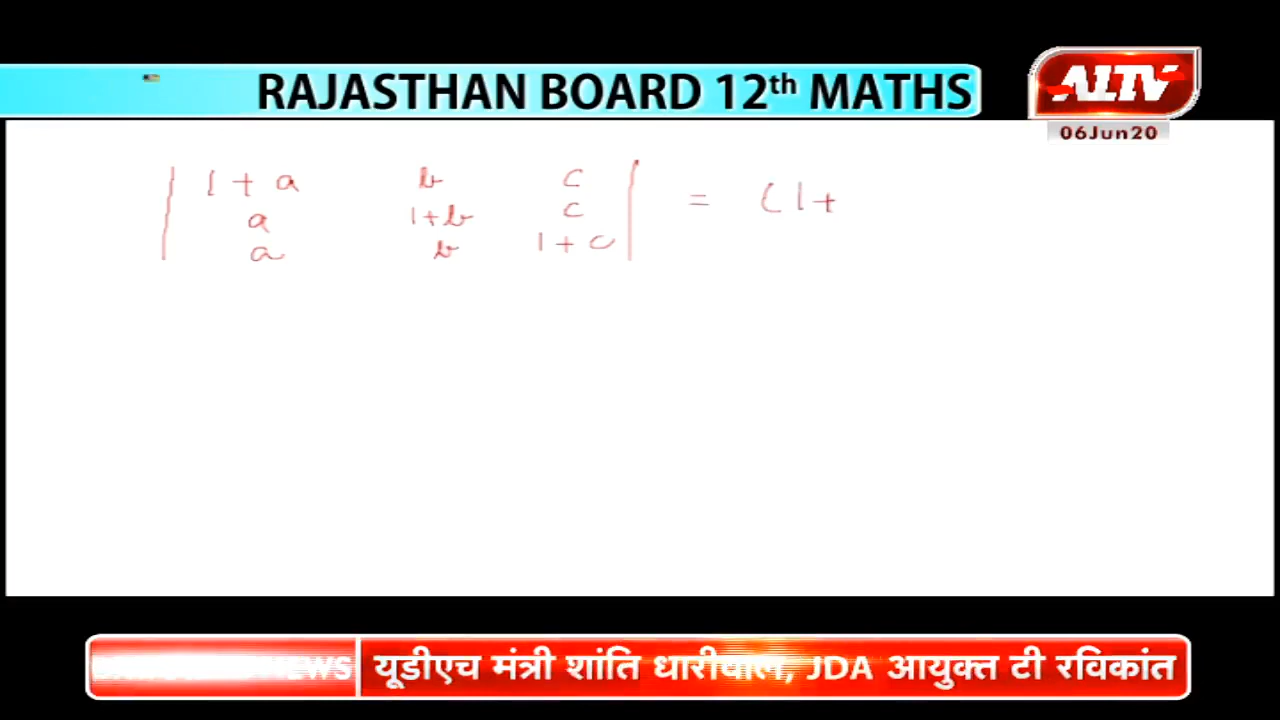 RAJASTHAN BOARD 12th MATHS
ALTV
06Jun20
1 + a b c = (1+
a 1+b c
a b 1 + c
यूडीएच मंत्री शांति धारीवाल, JDA आयुक्त टी रविकांत